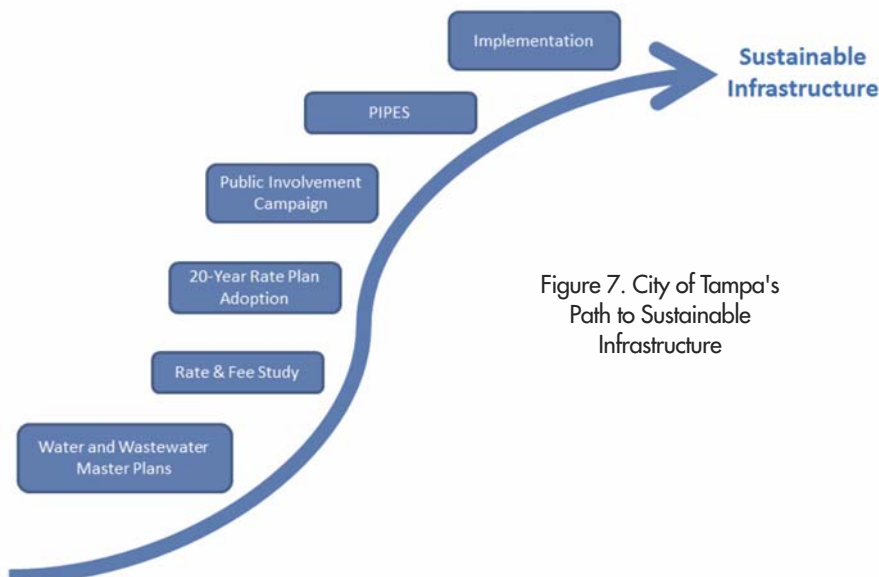 Implementation
Sustainable
Infrastructure
PIPES
Public Involvement
Campaign
20-Year Rate Plan
Adoption
Figure 7. City of Tampa's
Path to Sustainable
Infrastructure
Rate & Fee Study
Water and Wastewater
Master Plans